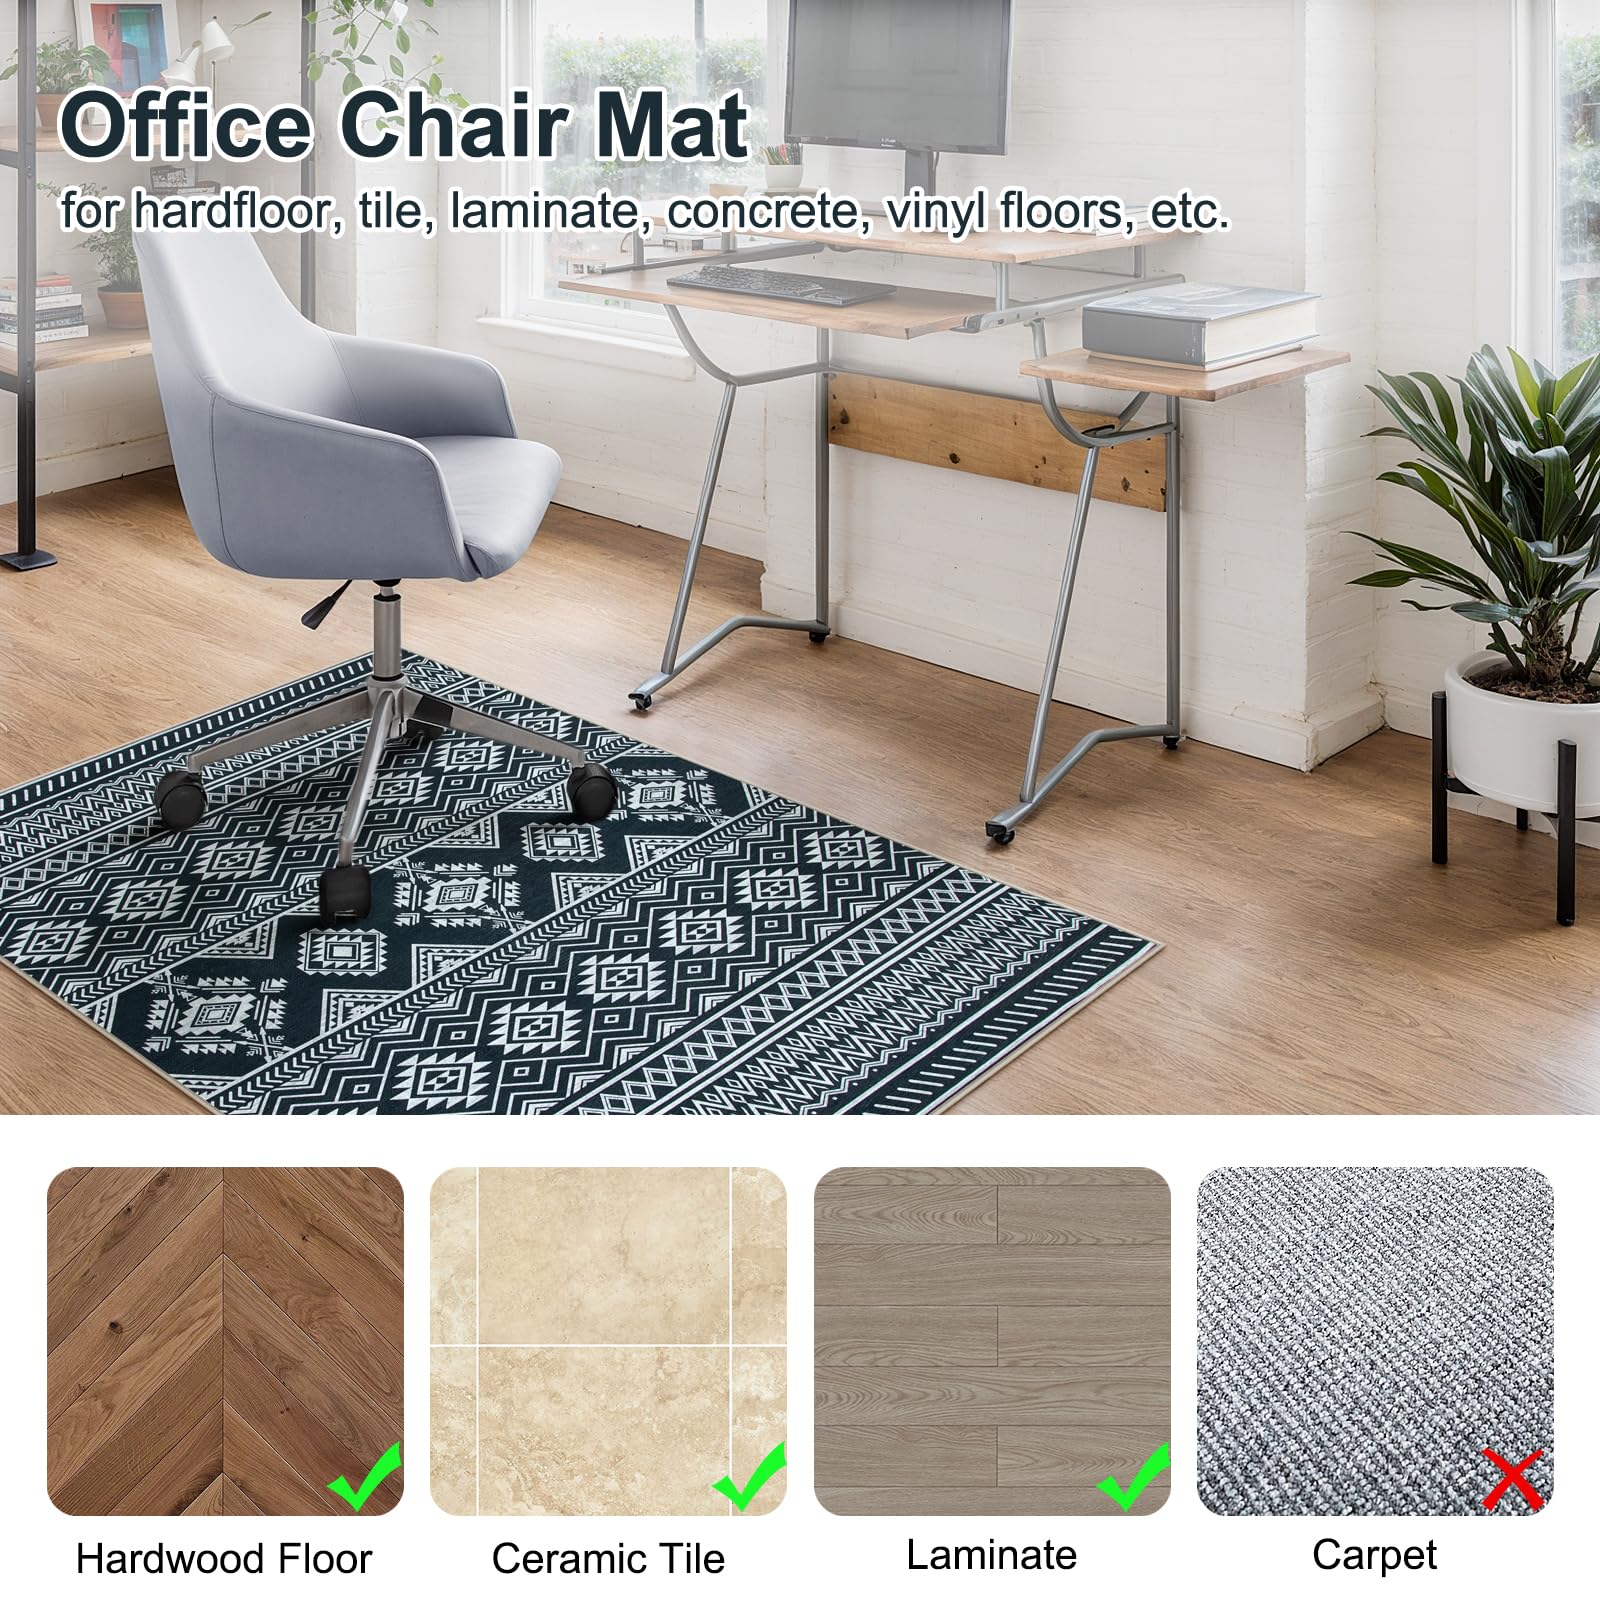 Office Chair Mat
for hardfloor, tile, laminate, concrete, vinyl floors, etc.
Hardwood Floor
Ceramic Tile
Laminate
Carpet